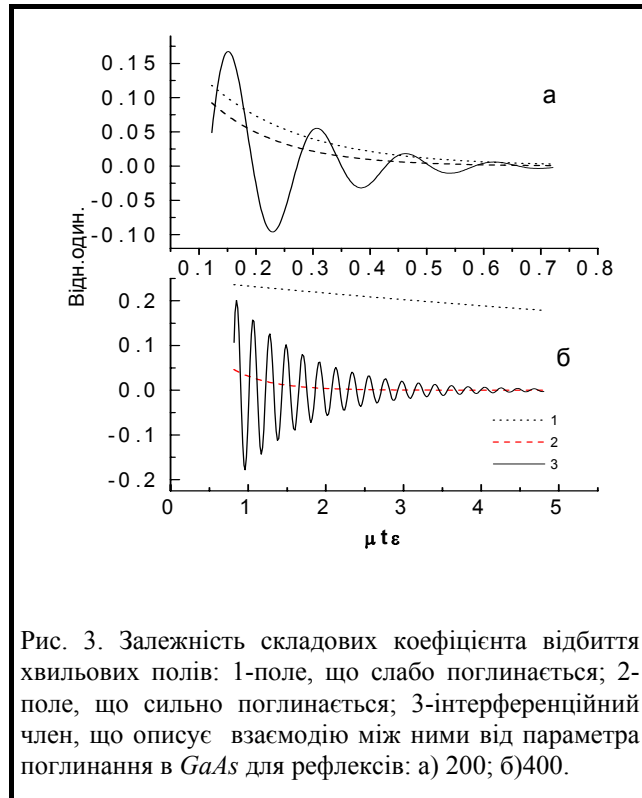 0.15
0.10
0.05
0.00
-0.05
-0.10
а
0.1 0.2 0.3 0.4 0.5 0.6 0.7 0.8
Відн.один.
0.2
0.1
0.0
-0.1
-0.2
б
1
2
3
0 1 2 3 4 5
μ t ε
Рис. 3. Залежність складових коефіцієнта відбиття
хвильових полів: 1-поле, що слабо поглинається; 2-
поле, що сильно поглинається; 3-інтерференційний
член, що описує взаємодію між ними від параметра
поглинання в GaAs для рефлексів: а) 200; б)400.